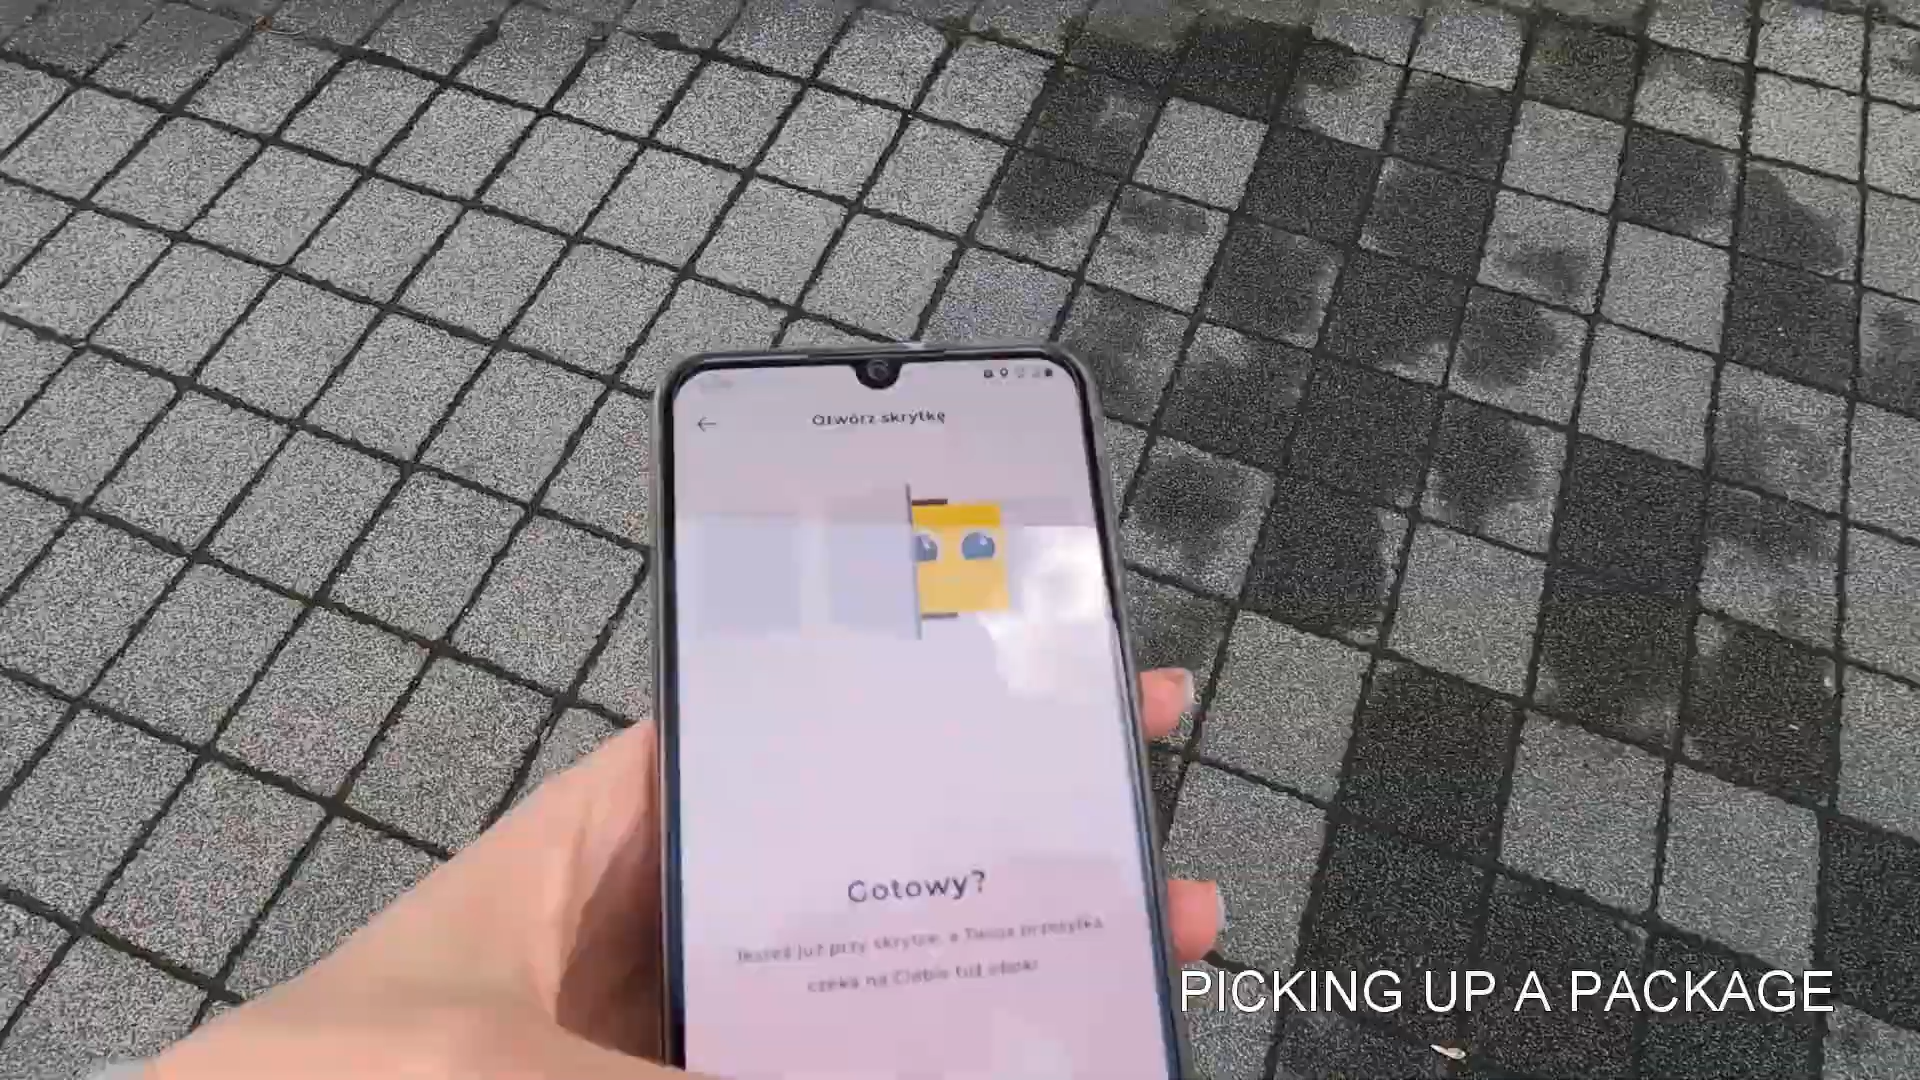 Otwórz skrytkę
Gotowy?
Jesteś już przy skrytce, a Twoja przesyłka
czeka na Ciebie tuż obok!
PICKING UP A PACKAGE